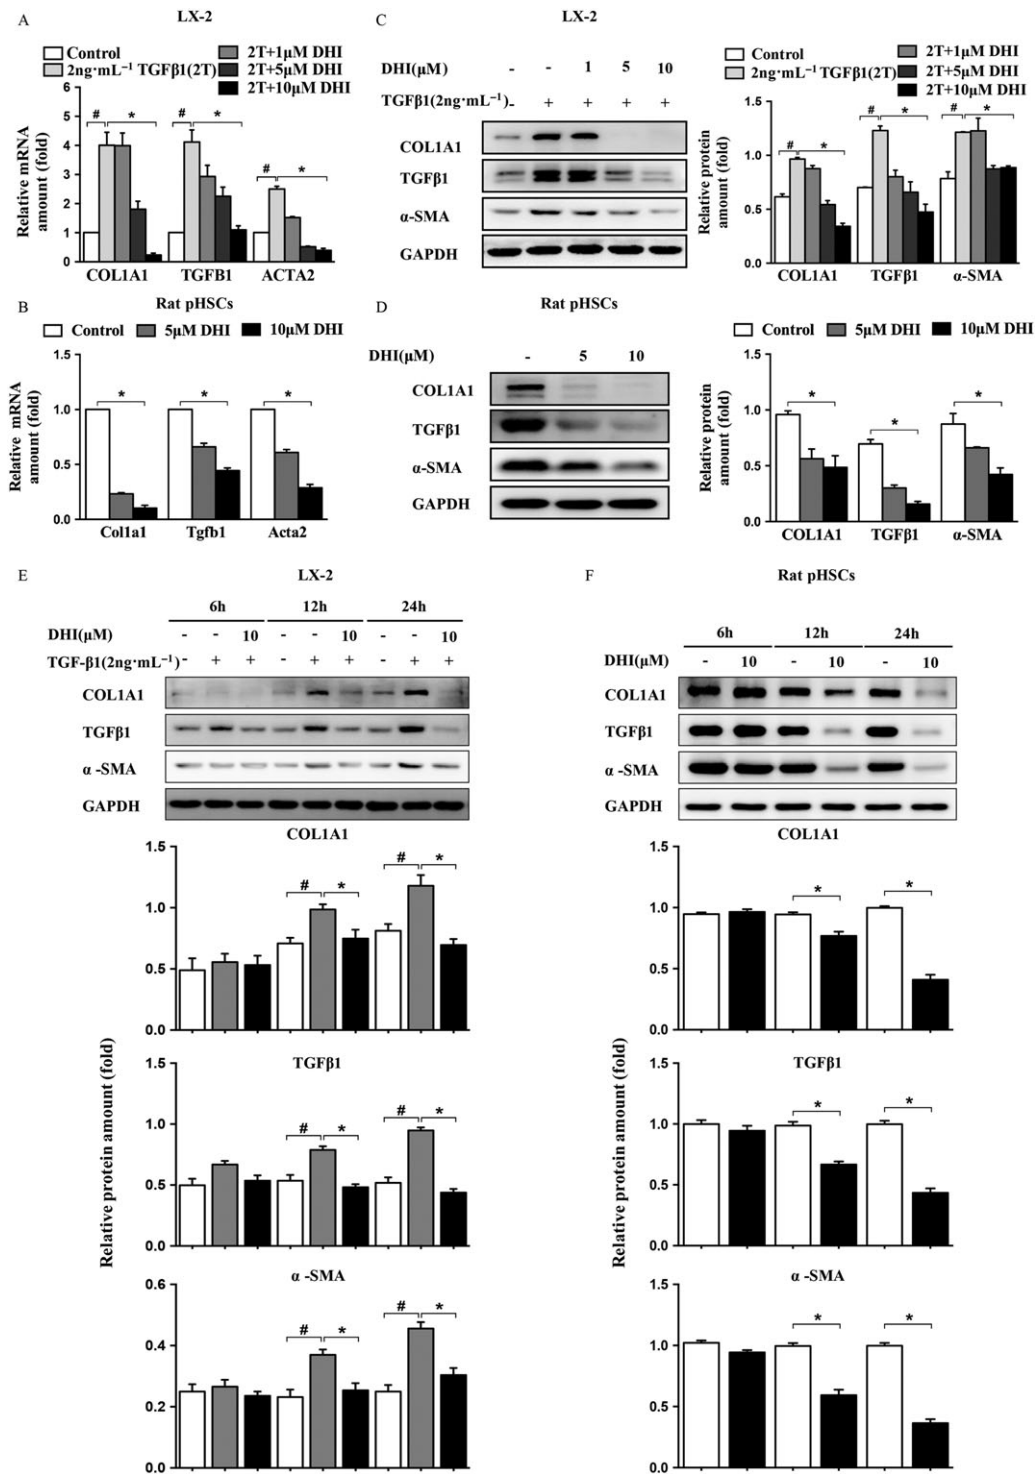 A
LX-2
Control
2ng·mL⁻¹ TGFβ1(2T)
2T+1μM DHI
2T+5μM DHI
2T+10μM DHI
Relative mRNA
amount (fold)
6
5
4
3
2
1
0
# * # * # *
COL1A1 TGFB1 ACTA2
C
LX-2
DHI(μM) - - 1 5 10
TGFβ1(2ng·mL⁻¹)- + + + +
COL1A1
TGFβ1
α-SMA
GAPDH
Control
2ng·mL⁻¹ TGFβ1(2T)
2T+1μM DHI
2T+5μM DHI
2T+10μM DHI
Relative protein
amount (fold)
1.5
1.0
0.5
0.0
# * # * # *
COL1A1 TGFβ1 α-SMA
B
Rat pHSCs
Control 5μM DHI 10μM DHI
Relative mRNA
amount (fold)
1.5
1.0
0.5
0.0
* * *
Col1a1 Tgfb1 Acta2
D
Rat pHSCs
DHI(μM) - 5 10
COL1A1
TGFβ1
α-SMA
GAPDH
Control 5μM DHI 10μM DHI
Relative protein
amount (fold)
1.5
1.0
0.5
0.0
* * *
COL1A1 TGFβ1 α-SMA
E
LX-2
6h 12h 24h
DHI(μM) - - 10 - - 10 - - 10
TGF-β1(2ng·mL⁻¹) - + + - + + - + +
COL1A1
TGFβ1
α -SMA
GAPDH
Relative protein amount (fold)
COL1A1
1.5
1.0
0.5
0.0
# * # *
TGFβ1
1.5
1.0
0.5
0.0
# * # *
α -SMA
0.6
0.4
0.2
0.0
# * # *
F
Rat pHSCs
6h 12h 24h
DHI(μM) - 10 - 10 - 10
COL1A1
TGFβ1
α -SMA
GAPDH
Relative protein amount (fold)
COL1A1
1.5
1.0
0.5
0.0
* *
TGFβ1
1.5
1.0
0.5
0.0
* *
α -SMA
1.5
1.0
0.5
0.0
* *